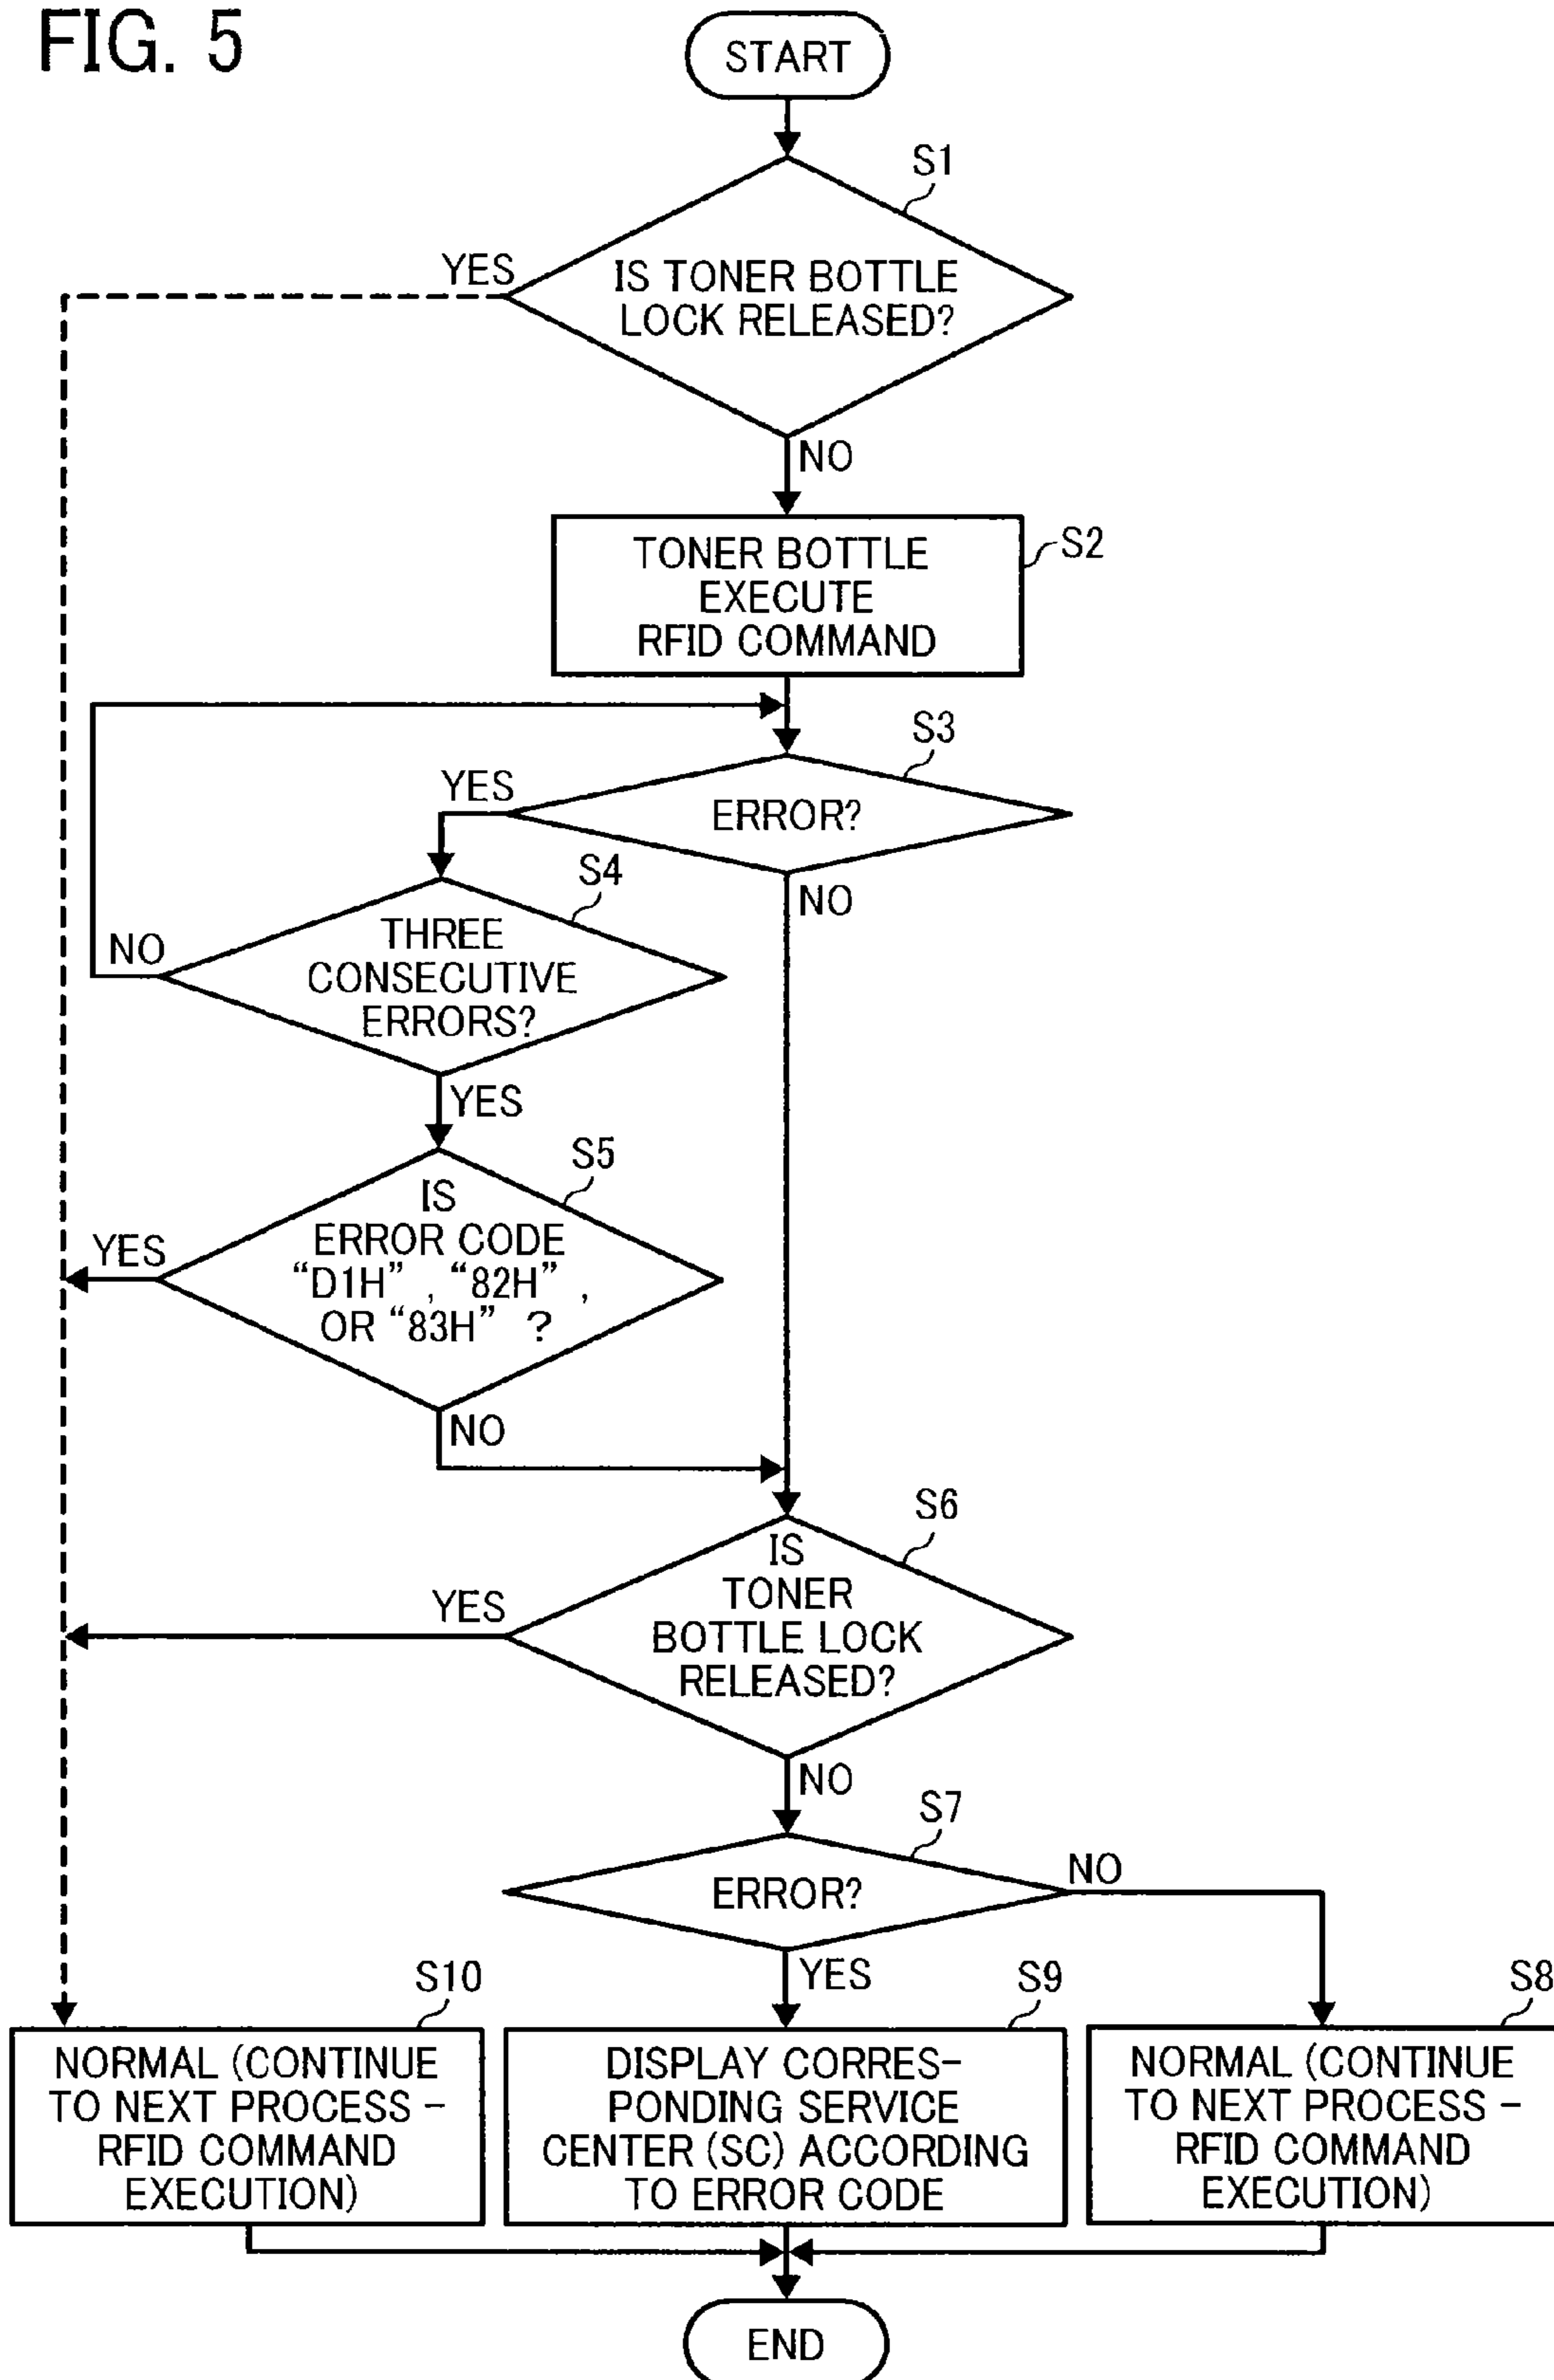 FIG. 5
START
S1
YES
IS TONER BOTTLE
LOCK RELEASED?
NO
S2
TONER BOTTLE
EXECUTE
RFID COMMAND
S3
YES
ERROR?
NO
S4
NO
THREE
CONSECUTIVE
ERRORS?
YES
S5
IS
ERROR CODE
“D1H”, “82H”,
OR “83H” ?
YES
NO
S6
IS
TONER
BOTTLE LOCK
RELEASED?
YES
NO
S7
ERROR?
NO
YES
S10
NORMAL (CONTINUE
TO NEXT PROCESS –
RFID COMMAND
EXECUTION)
S9
DISPLAY CORRES–
PONDING SERVICE
CENTER (SC) ACCORDING
TO ERROR CODE
S8
NORMAL (CONTINUE
TO NEXT PROCESS –
RFID COMMAND
EXECUTION)
END